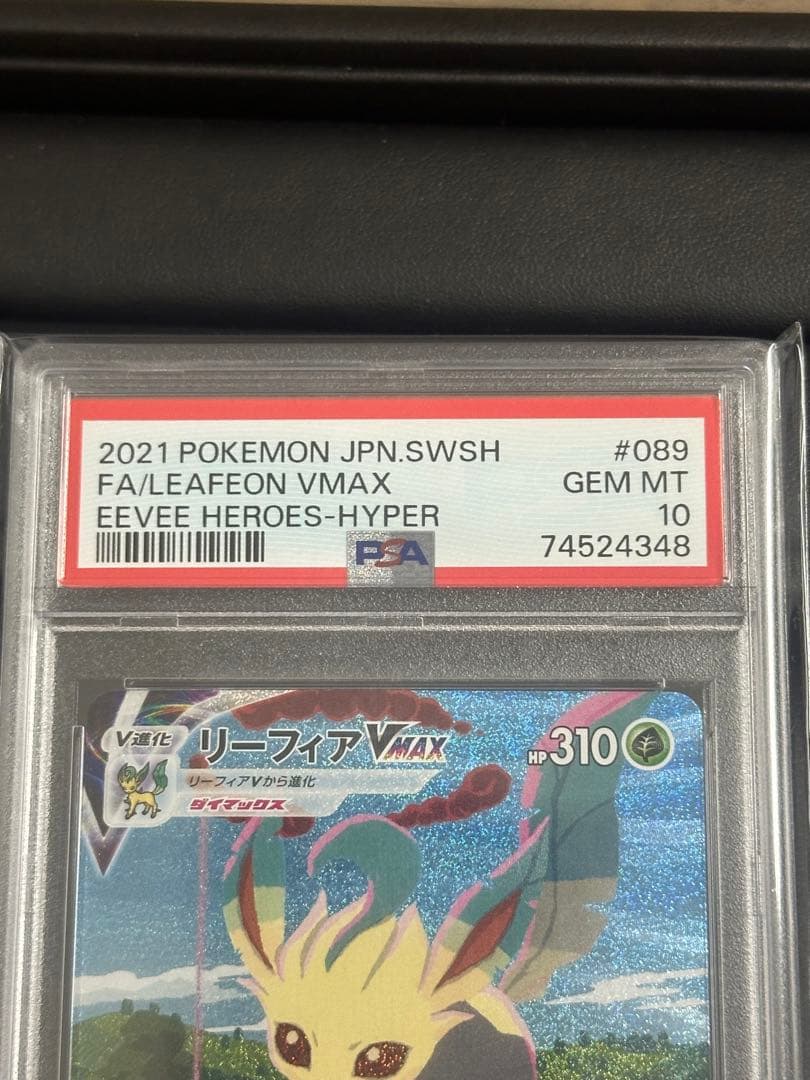 2021 POKEMON JPN.SWSH #089
FA/LEAFEON VMAX GEM MT
EEVEE HEROES-HYPER 10
PSA 74524348
V進化 リーフィアVMAX HP310
リーフィアVから進化
ダイマックス